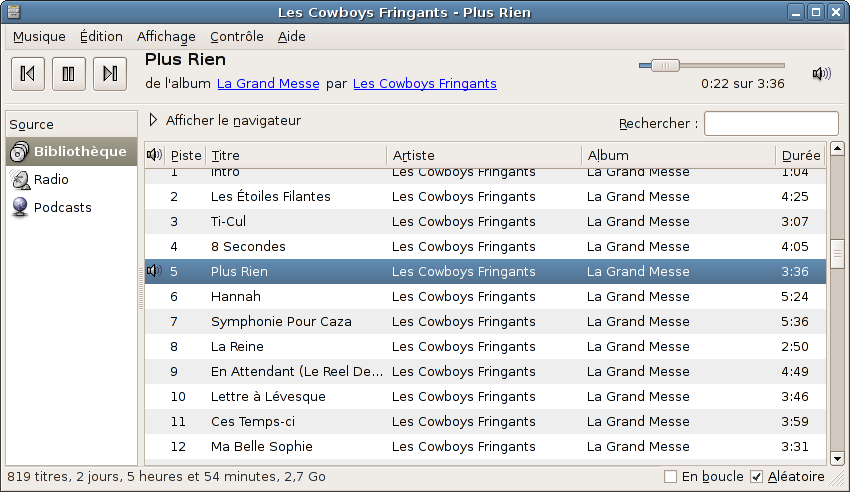 Les Cowboys Fringants - Plus Rien
Musique Édition Affichage Contrôle Aide
Plus Rien
de l'album La Grand Messe par Les Cowboys Fringants
0:22 sur 3:36
Source
Bibliothèque
Radio
Podcasts
Afficher le navigateur
Rechercher :
Piste Titre Artiste Album Durée
1 Intro Les Cowboys Fringants La Grand Messe 1:04
2 Les Étoiles Filantes Les Cowboys Fringants La Grand Messe 4:25
3 Ti-Cul Les Cowboys Fringants La Grand Messe 3:07
4 8 Secondes Les Cowboys Fringants La Grand Messe 4:05
5 Plus Rien Les Cowboys Fringants La Grand Messe 3:36
6 Hannah Les Cowboys Fringants La Grand Messe 5:24
7 Symphonie Pour Caza Les Cowboys Fringants La Grand Messe 5:36
8 La Reine Les Cowboys Fringants La Grand Messe 2:50
9 En Attendant (Le Reel De... Les Cowboys Fringants La Grand Messe 4:49
10 Lettre à Lévesque Les Cowboys Fringants La Grand Messe 3:46
11 Ces Temps-ci Les Cowboys Fringants La Grand Messe 3:59
12 Ma Belle Sophie Les Cowboys Fringants La Grand Messe 3:31
819 titres, 2 jours, 5 heures et 54 minutes, 2,7 Go
En boucle Aléatoire